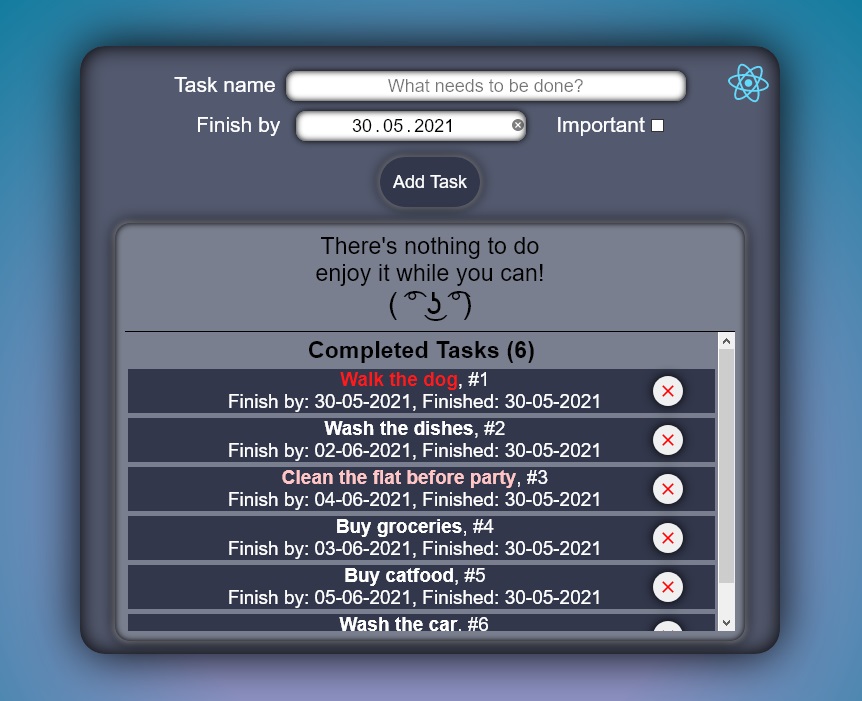 Task name What needs to be done?
Finish by 30.05.2021 Important
Add Task
There's nothing to do
enjoy it while you can!
( ͡° ͜ʖ ͡°)
Completed Tasks (6)
Walk the dog, #1
Finish by: 30-05-2021, Finished: 30-05-2021
Wash the dishes, #2
Finish by: 02-06-2021, Finished: 30-05-2021
Clean the flat before party, #3
Finish by: 04-06-2021, Finished: 30-05-2021
Buy groceries, #4
Finish by: 03-06-2021, Finished: 30-05-2021
Buy catfood, #5
Finish by: 05-06-2021, Finished: 30-05-2021
Wash the car, #6